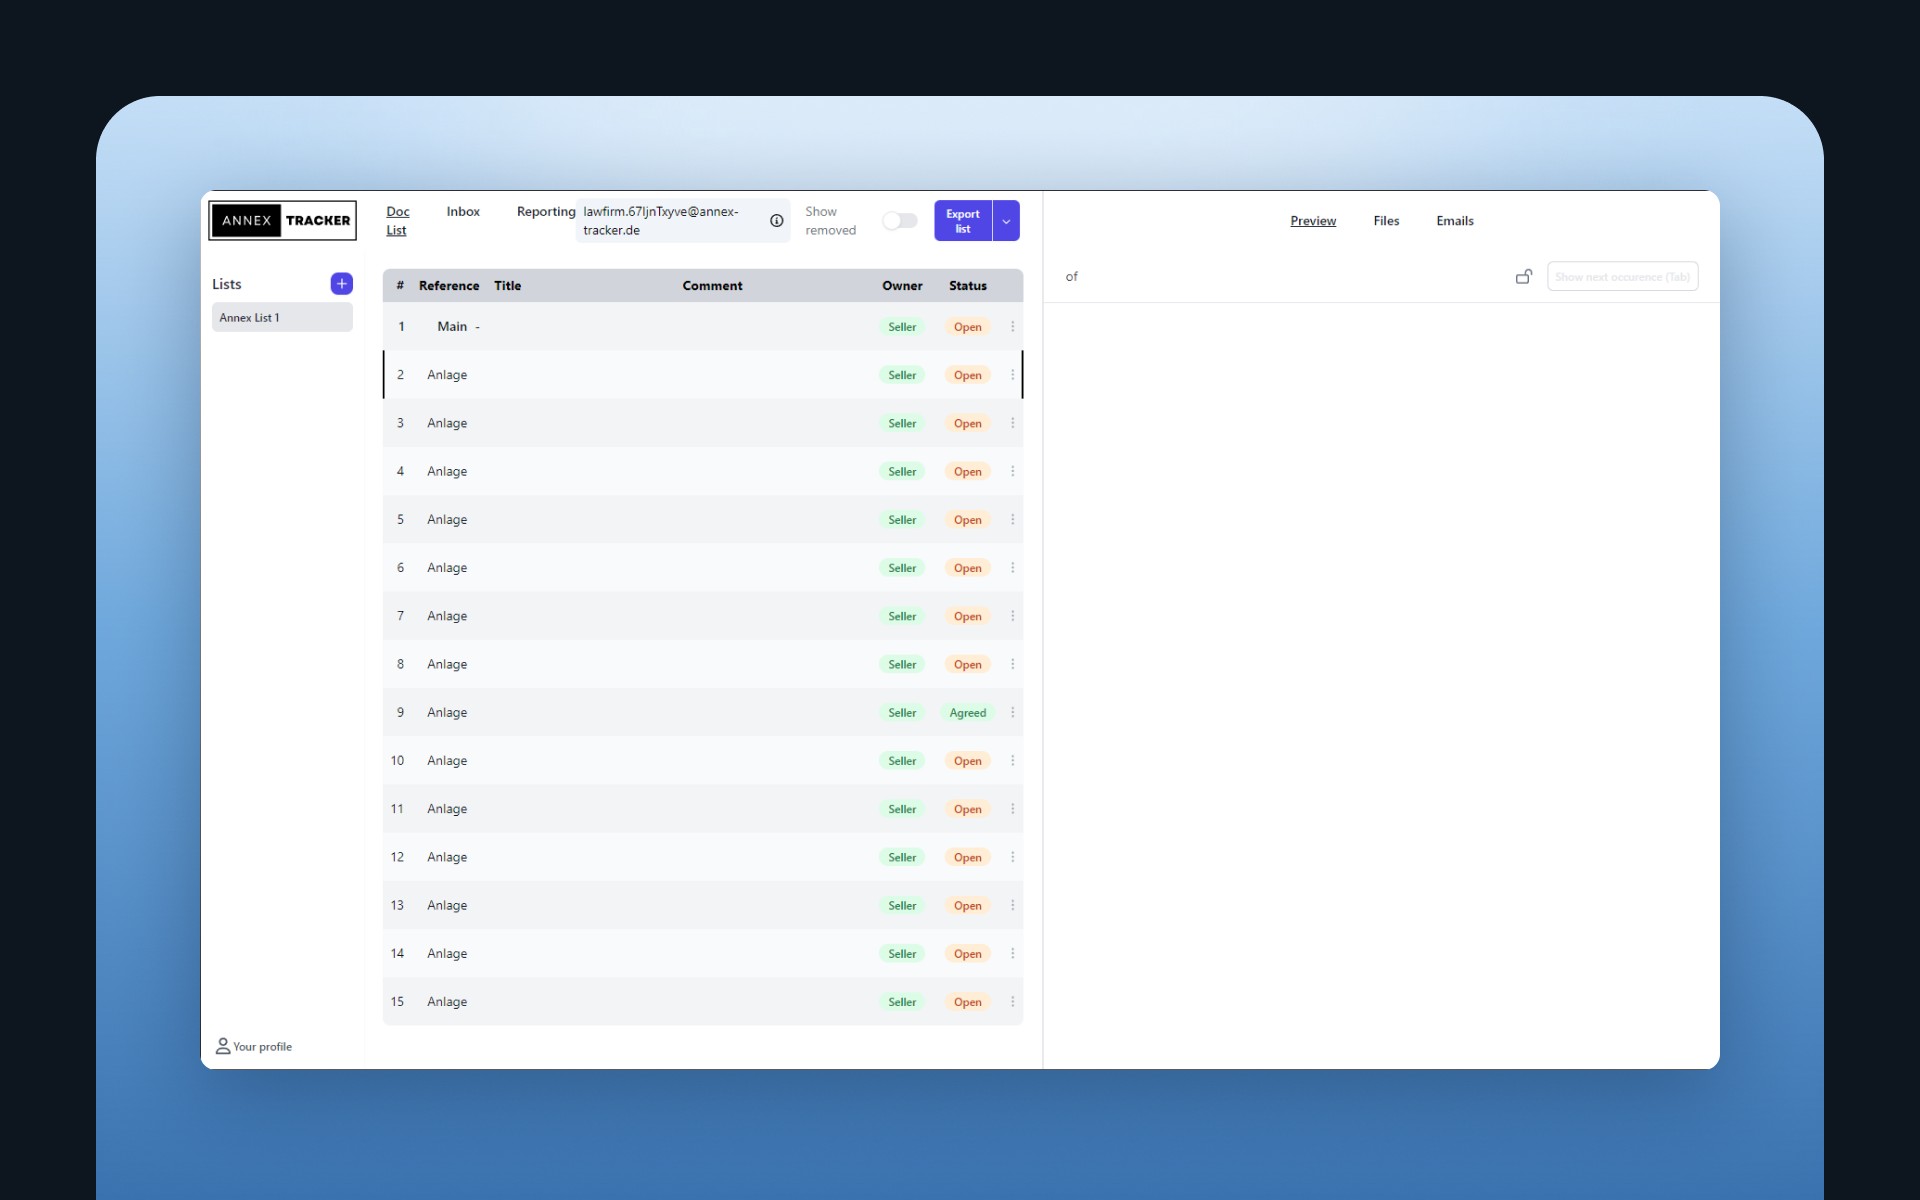 ANNEX TRACKER
Doc List
Inbox
Reporting
lawfirm.67ljnTxyve@annex-
tracker.de
Show
removed
Export
list
Preview
Files
Emails
Lists
Annex List 1
of
Show next occurence (Tab)
# Reference Title Comment Owner Status
1 Main - Seller Open
2 Anlage Seller Open
3 Anlage Seller Open
4 Anlage Seller Open
5 Anlage Seller Open
6 Anlage Seller Open
7 Anlage Seller Open
8 Anlage Seller Open
9 Anlage Seller Agreed
10 Anlage Seller Open
11 Anlage Seller Open
12 Anlage Seller Open
13 Anlage Seller Open
14 Anlage Seller Open
15 Anlage Seller Open
Your profile